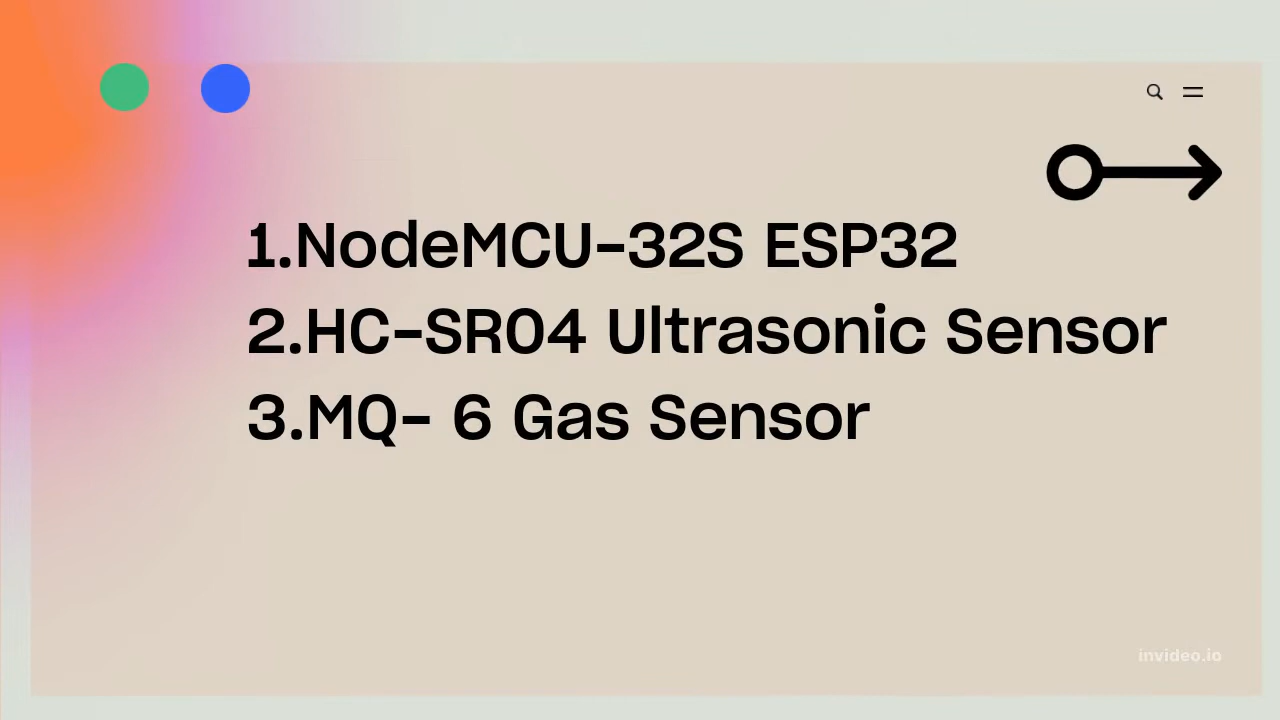 1.NodeMCU-32S ESP32
2.HC-SR04 Ultrasonic Sensor
3.MQ- 6 Gas Sensor
invideo.io